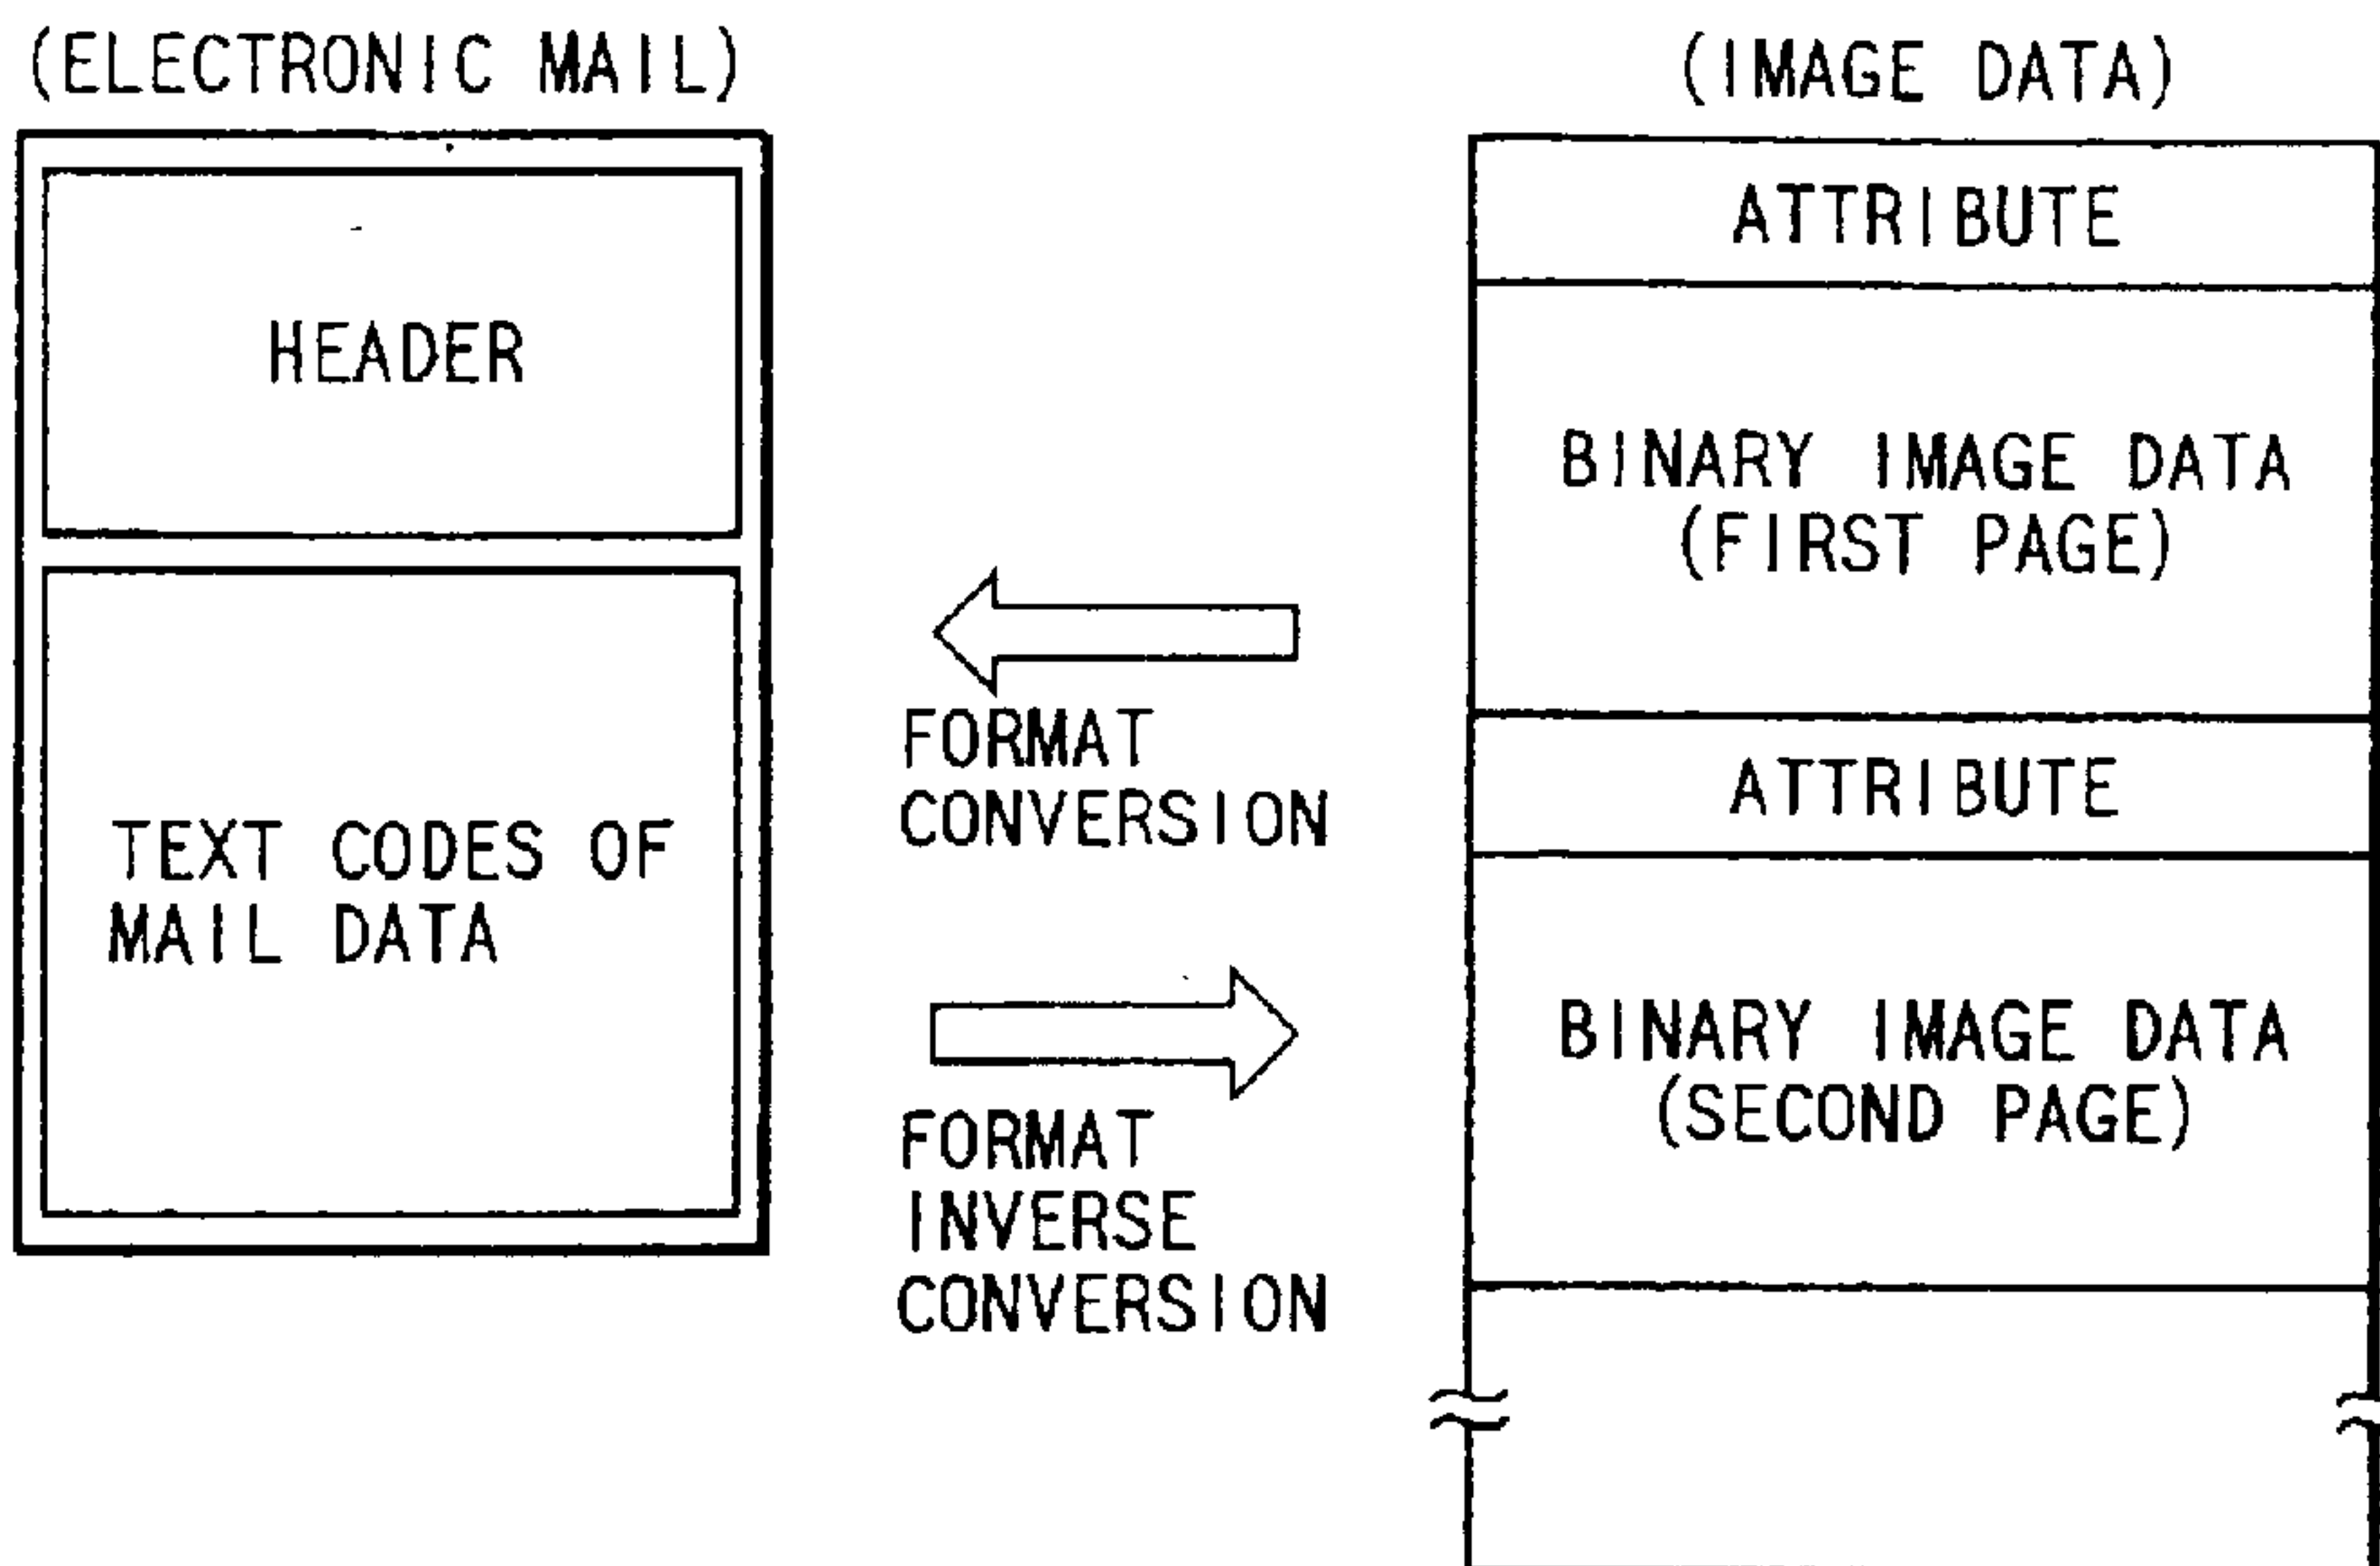 (ELECTRONIC MAIL)
HEADER
TEXT CODES OF
MAIL DATA
FORMAT
CONVERSION
FORMAT
INVERSE
CONVERSION
(IMAGE DATA)
ATTRIBUTE
BINARY IMAGE DATA
(FIRST PAGE)
ATTRIBUTE
BINARY IMAGE DATA
(SECOND PAGE)